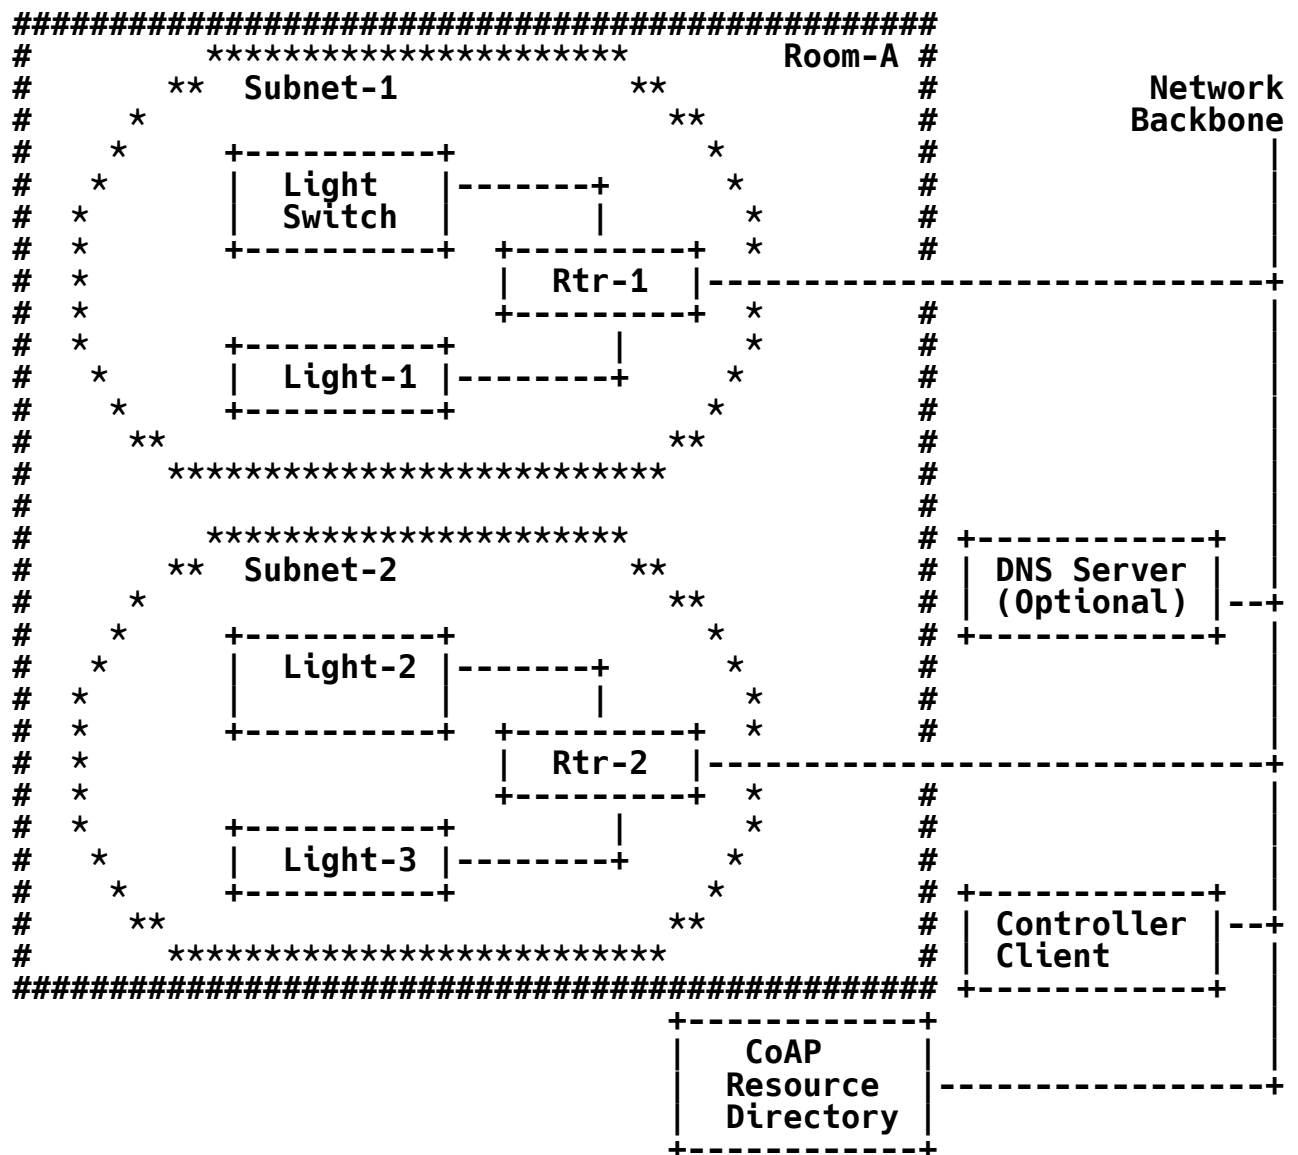 Room-A
Subnet-1
Network
Backbone
Light
Switch
Rtr-1
Light-1
Subnet-2
DNS Server
(Optional)
Light-2
Rtr-2
Light-3
Controller
Client
CoAP
Resource
Directory